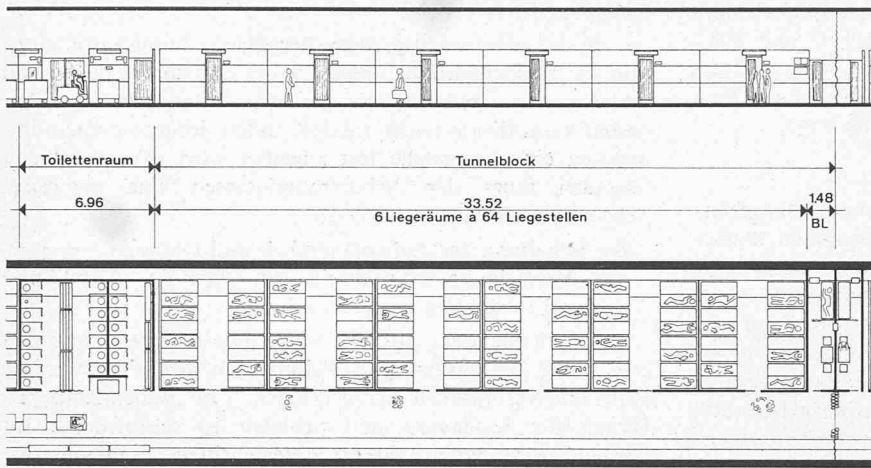 Toilettenraum
Tunnelblock
6.96
33.52
1,48
6 Liegeräume à 64 Liegestellen
BL